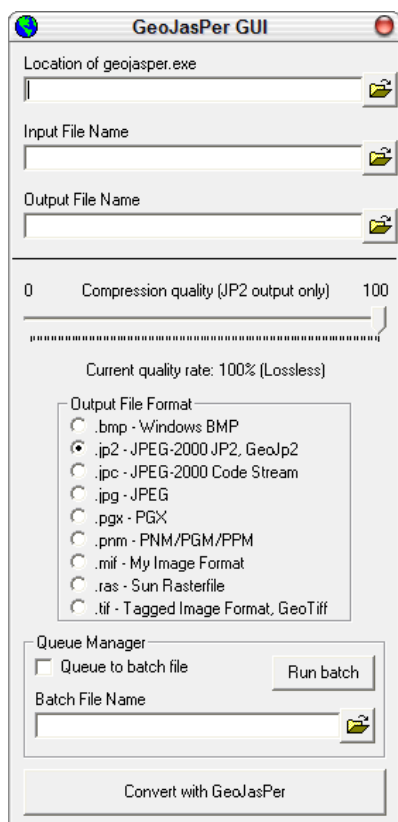 GeoJasPer GUI
Location of geojasper.exe
Input File Name
Output File Name
0 Compression quality (JP2 output only) 100
Current quality rate: 100% (Lossless)
Output File Format
.bmp - Windows BMP
.jp2 - JPEG-2000 JP2, GeoJp2
.jpc - JPEG-2000 Code Stream
.jpg - JPEG
.pgx - PGX
.pnm - PNM/PGM/PPM
.mif - My Image Format
.ras - Sun Rasterfile
.tif - Tagged Image Format, GeoTiff
Queue Manager
Queue to batch file
Run batch
Batch File Name
Convert with GeoJasPer